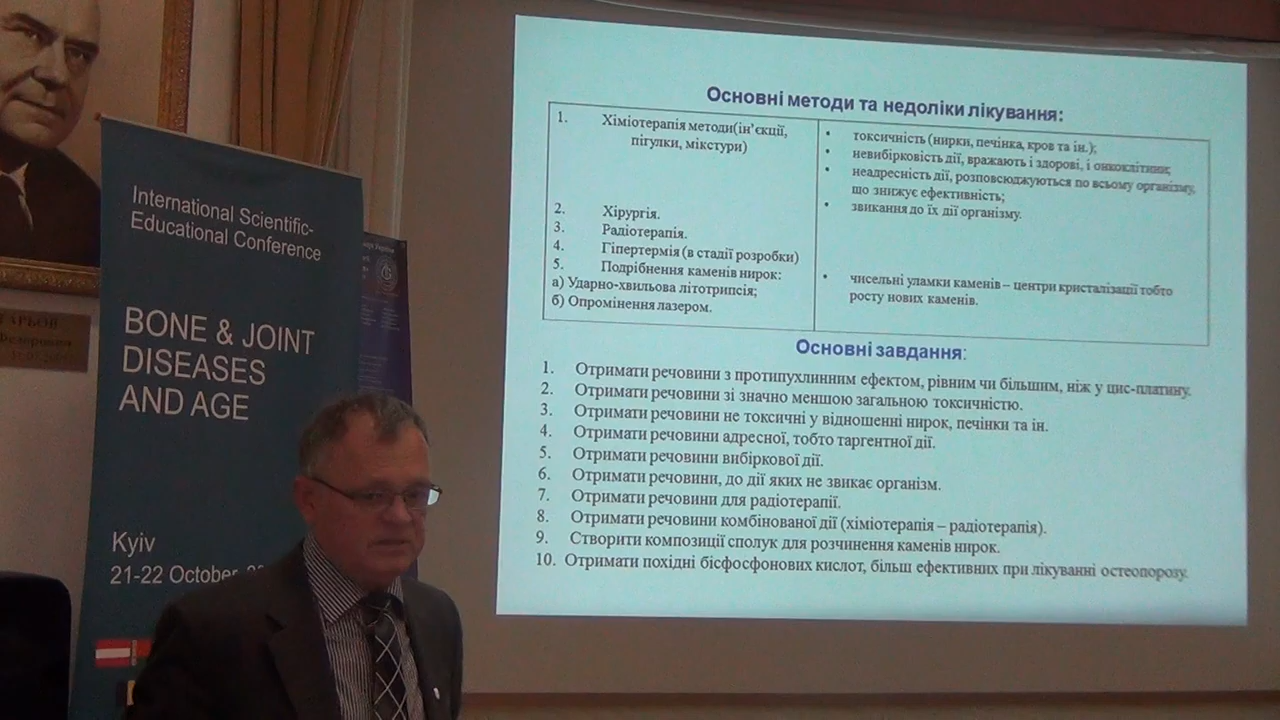 International Scientific-
Educational Conference
BONE & JOINT
DISEASES
AND AGE
Kyiv
21-22 October
Основні методи та недоліки лікування:
1. Хіміотерапія методи(ін’єкції,
пігулки, мікстури)
2. Хірургія.
3. Радіотерапія.
4. Гіпертермія (в стадії розробки)
5. Подрібнення каменів нирок:
а) Ударно-хвильова літотрипсія;
б) Опромінення лазером.
• токсичність (нирки, печінка, кров та ін.);
• невибірковість дії, вражають і здорові, і онкоклітини;
• неадресність дії, розповсюджуються по всьому організму,
що знижує ефективність;
• звикання до їх дії організму.
• чисельні уламки каменів – центри кристалізації тобто
росту нових каменів.
Основні завдання:
1. Отримати речовини з протипухлинним ефектом, рівним чи більшим, ніж у цис-платину.
2. Отримати речовини зі значно меншою загальною токсичністю.
3. Отримати речовини не токсичні у відношенні нирок, печінки та ін.
4. Отримати речовини адресної, тобто таргентної дії.
5. Отримати речовини вибіркової дії.
6. Отримати речовини, до дії яких не звикає організм.
7. Отримати речовини для радіотерапії.
8. Отримати речовини комбінованої дії (хіміотерапія – радіотерапія).
9. Створити композиції сполук для розчинення каменів нирок.
10. Отримати похідні бісфосфонових кислот, більш ефективних при лікуванні остеопорозу.